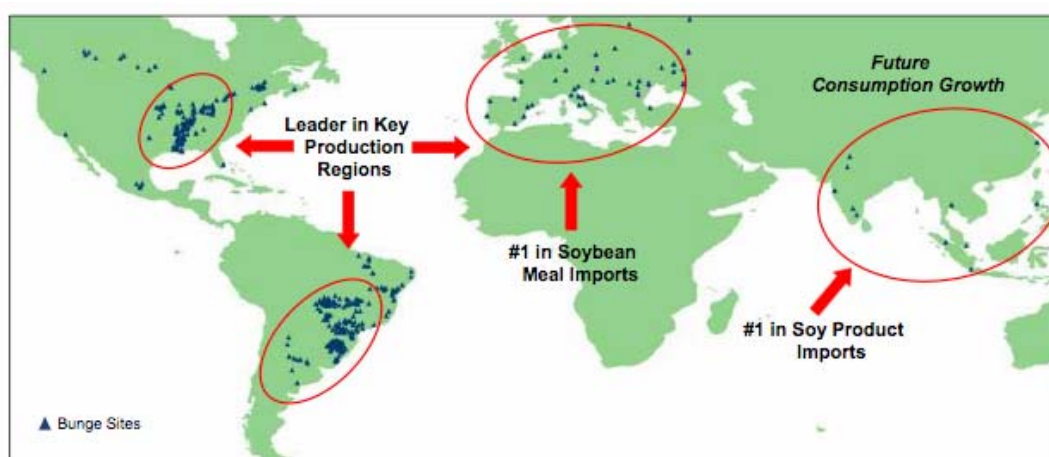 Future
Consumption Growth
Leader in Key
Production
Regions
#1 in Soybean
Meal Imports
#1 in Soy Product
Imports
Bunge Sites